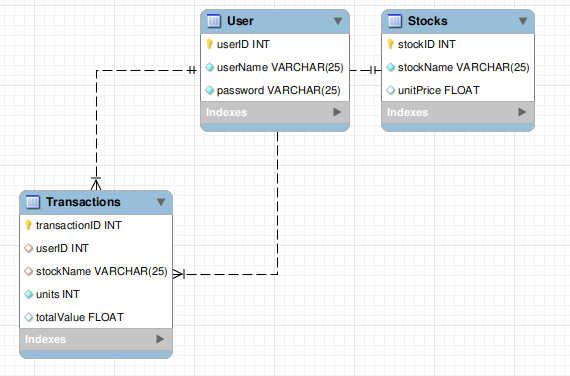 User
userID INT
userName VARCHAR(25)
password VARCHAR(25)
Indexes
Stocks
stockID INT
stockName VARCHAR(25)
unitPrice FLOAT
Indexes
Transactions
transactionID INT
userID INT
stockName VARCHAR(25)
units INT
totalValue FLOAT
Indexes